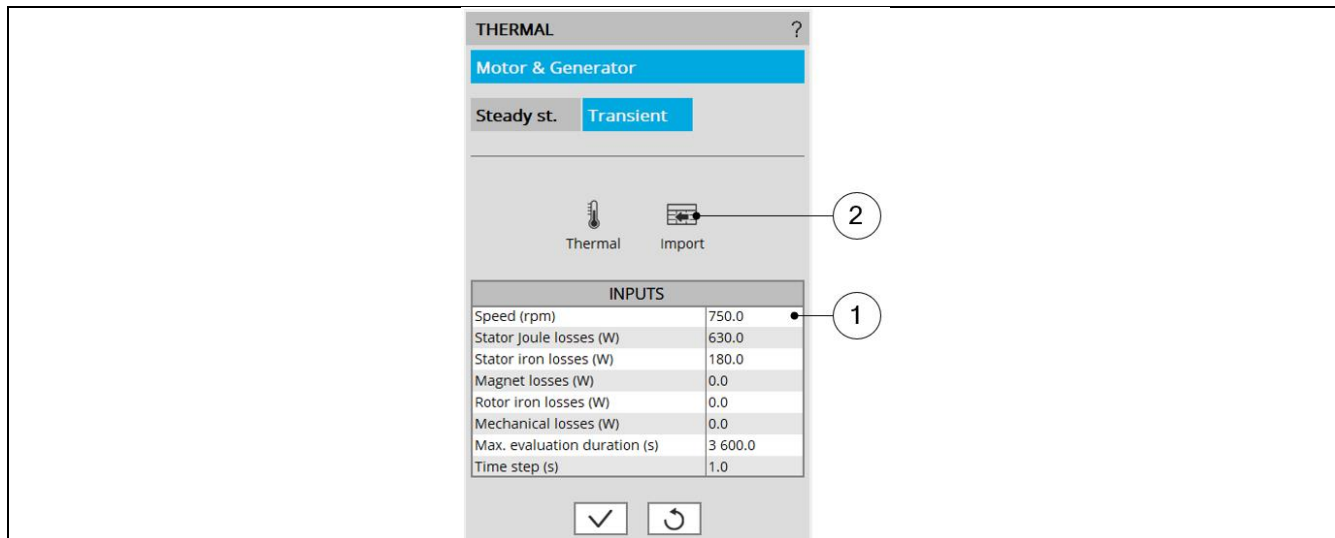 THERMAL ?
Motor & Generator
Steady st. Transient
Thermal Import
2
INPUTS
Speed (rpm) 750.0
1
Stator Joule losses (W) 630.0
Stator iron losses (W) 180.0
Magnet losses (W) 0.0
Rotor iron losses (W) 0.0
Mechanical losses (W) 0.0
Max. evaluation duration (s) 3 600.0
Time step (s) 1.0